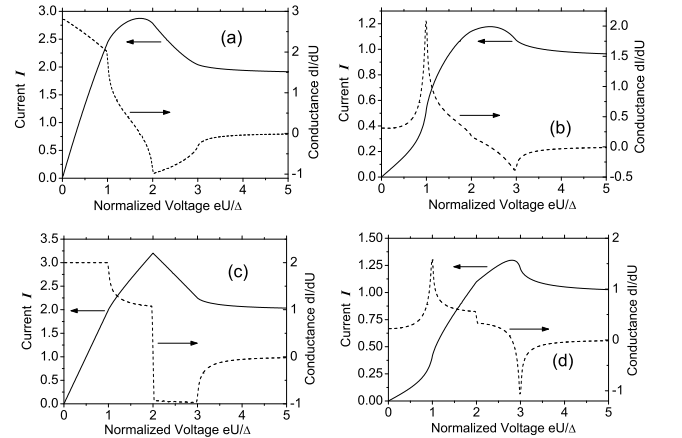 3.0
2.5
2.0
1.5
1.0
0.5
0.0
Current I
(a)
3
2
1
0
-1
Conductance dI/dU
0 1 2 3 4 5
Normalized Voltage eU/Δ
1.2
1.0
0.8
0.6
0.4
0.2
0.0
Current I
(b)
2.0
1.5
1.0
0.5
0.0
-0.5
Conductance dI/dU
0 1 2 3 4 5
Normalized Voltage eU/Δ
3.5
3.0
2.5
2.0
1.5
1.0
0.5
0.0
Current I
(c)
2
1
0
-1
Conductance dI/dU
0 1 2 3 4 5
Normalized Voltage eU/Δ
1.50
1.25
1.00
0.75
0.50
0.25
0.00
Current I
(d)
2
1
0
-1
Conductance dI/dU
0 1 2 3 4 5
Normalized Voltage eU/Δ